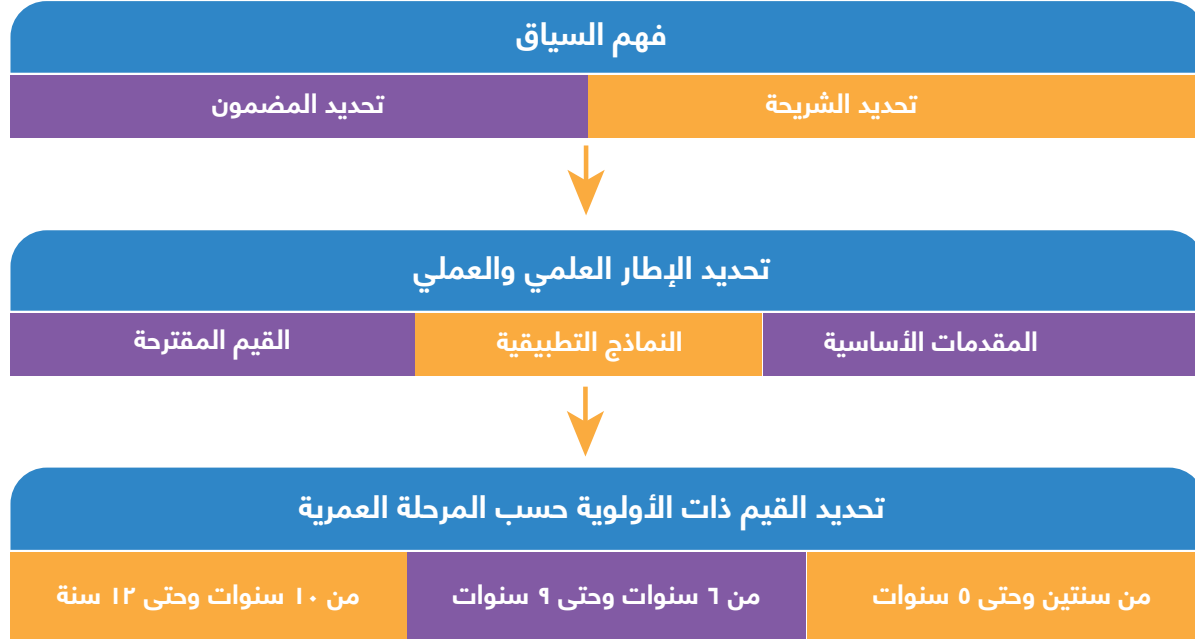 فهم السياق
تحديد الشريحة
تحديد المضمون
تحديد الإطار العلمي والعملي
المقدمات الأساسية
النماذج التطبيقية
القيم المقترحة
تحديد القيم ذات الأولوية حسب المرحلة العمرية
من سنتين وحتى ٥ سنوات
من ٦ سنوات وحتى ٩ سنوات
من ١٠ سنوات وحتى ١٢ سنة